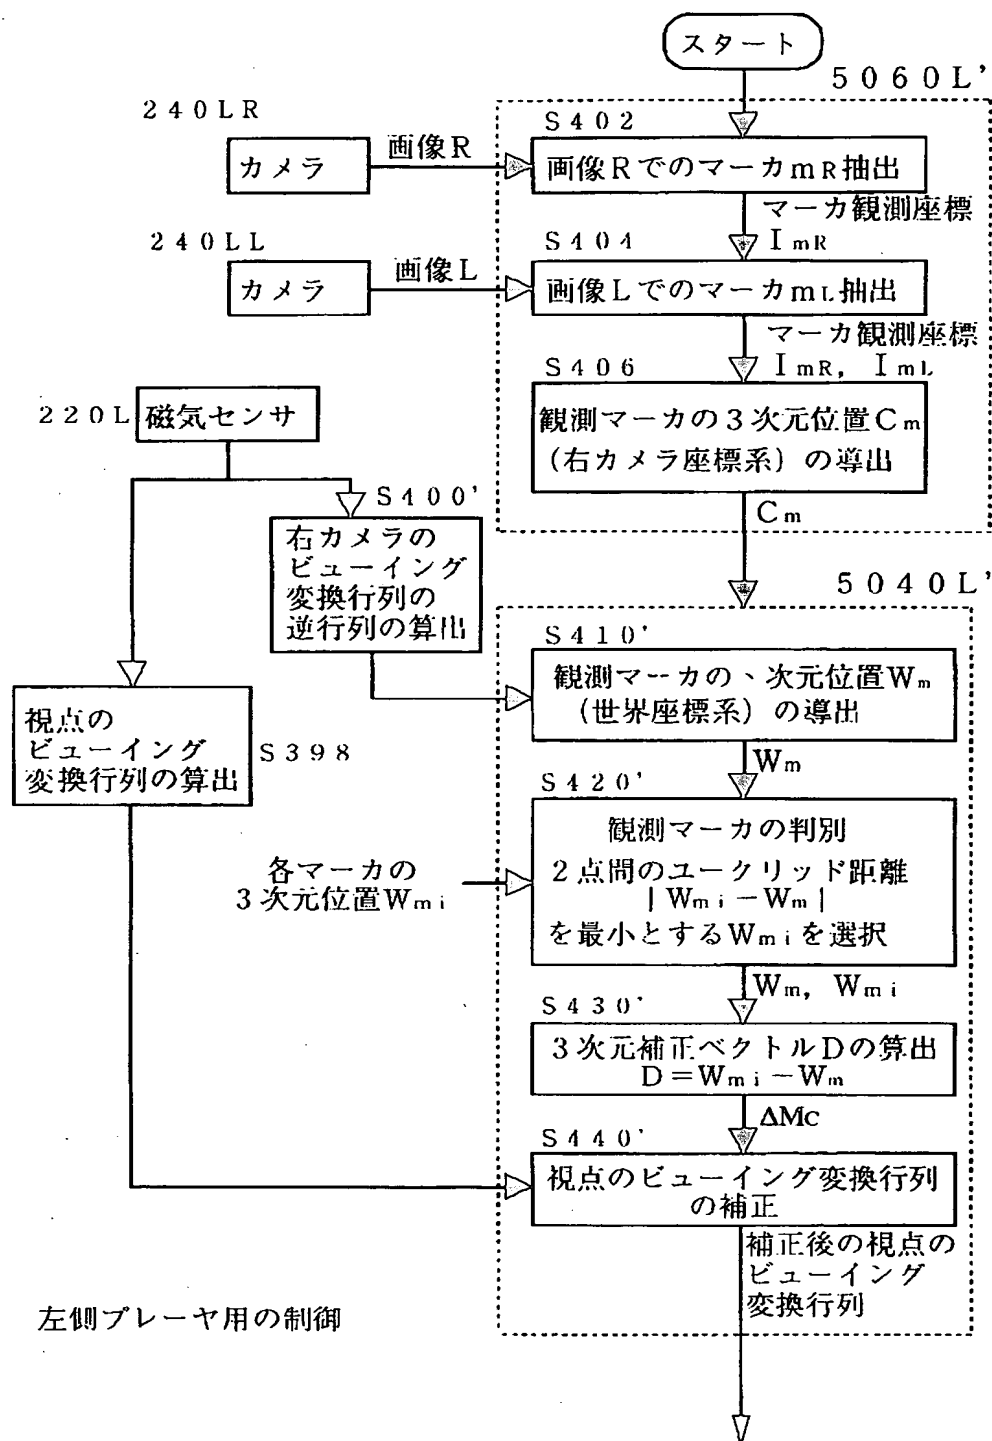 スタート
5060L'
240LR
カメラ
画像R
S402
画像RでのマーカmR抽出
マーカ観測座標
ImR
240LL
カメラ
画像L
S404
画像LでのマーカmL抽出
マーカ観測座標
ImR, ImL
S406
観測マーカの3次元位置Cm
(右カメラ座標系)の導出
Cm
220L
磁気センサ
S400'
右カメラの
ビューイング
変換行列の
逆行列の算出
視点の
ビューイング
変換行列の算出
S398
5040L'
S410'
観測マーカの、次元位置Wm
(世界座標系)の導出
Wm
S420'
観測マーカの判別
2点間のユークリッド距離
|Wmi-Wm|
を最小とするWmiを選択
各マーカの
3次元位置Wmi
Wm, Wmi
S430'
3次元補正ベクトルDの算出
D=Wmi-Wm
ΔMc
S440'
視点のビューイング変換行列
の補正
補正後の視点の
ビューイング
変換行列
左側プレーヤ用の制御